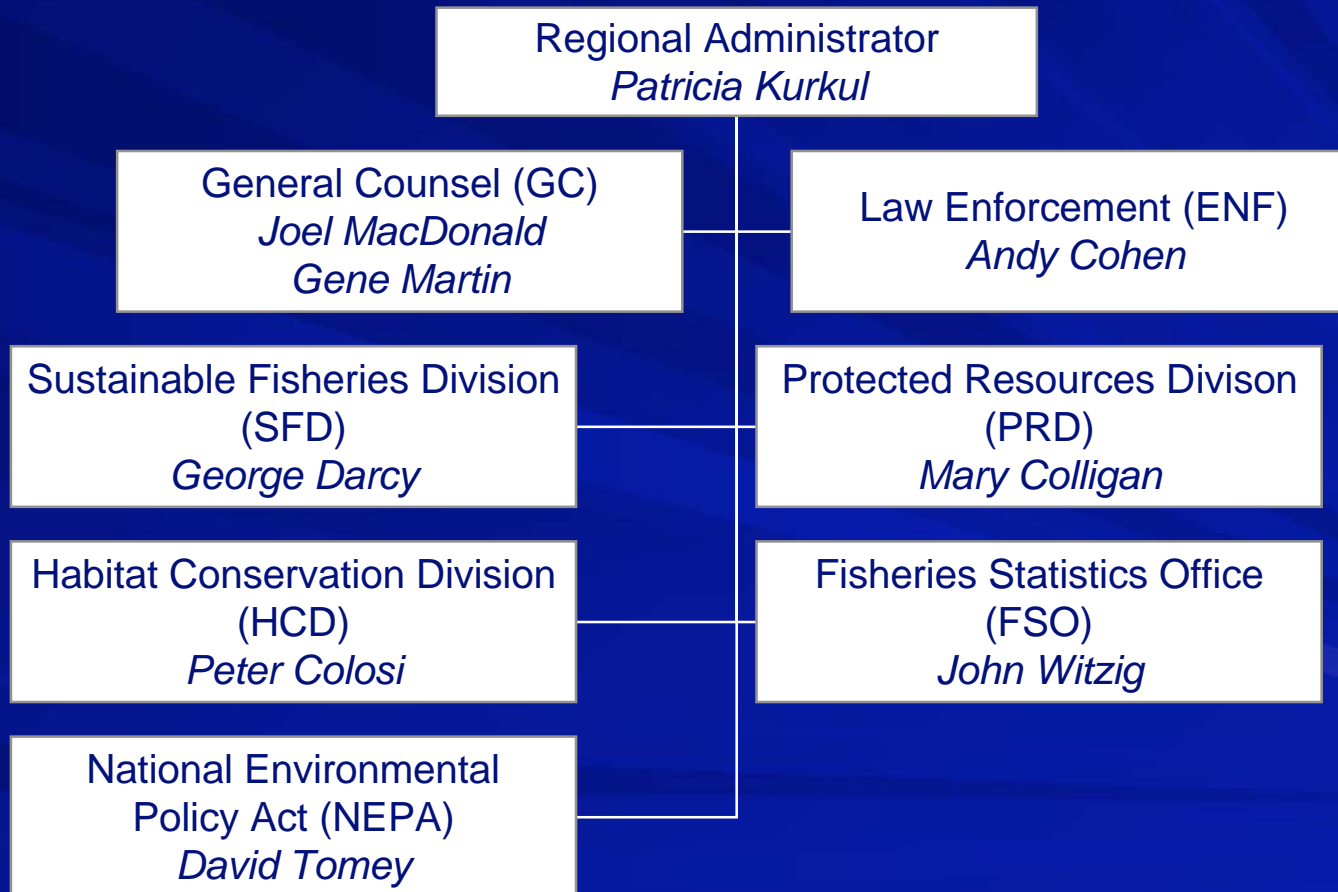 Regional Administrator
Patricia Kurkul
General Counsel (GC)
Joel MacDonald
Gene Martin
Law Enforcement (ENF)
Andy Cohen
Sustainable Fisheries Division
(SFD)
George Darcy
Protected Resources Divison
(PRD)
Mary Colligan
Habitat Conservation Division
(HCD)
Peter Colosi
Fisheries Statistics Office
(FSO)
John Witzig
National Environmental
Policy Act (NEPA)
David Tomey